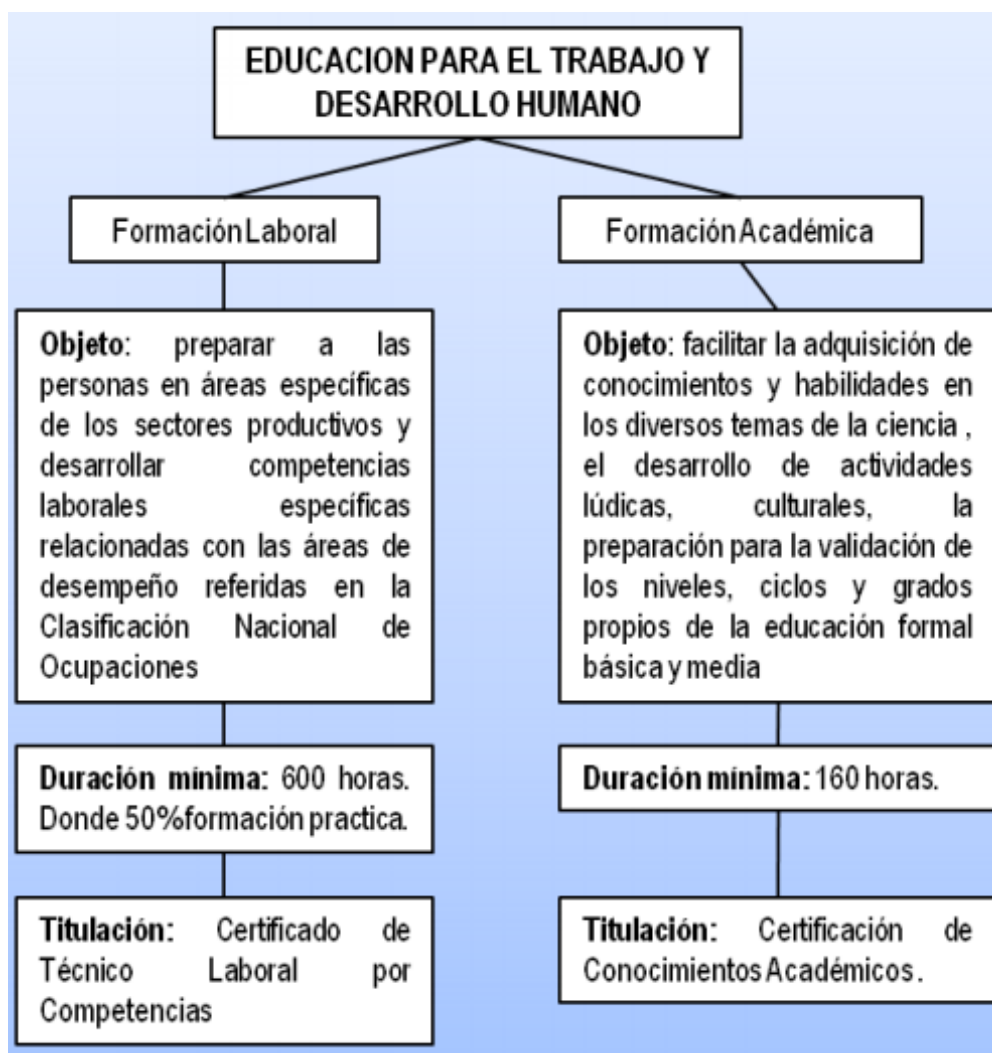 EDUCACION PARA EL TRABAJO Y
DESARROLLO HUMANO
Formación Laboral
Objeto: preparar a las
personas en áreas específicas
de los sectores productivos y
desarrollar competencias
laborales específicas
relacionadas con las áreas de
desempeño referidas en la
Clasificación Nacional de
Ocupaciones
Duración mínima: 600 horas.
Donde 50% formación practica.
Titulación: Certificado de
Técnico Laboral por
Competencias
Formación Académica
Objeto: facilitar la adquisición de
conocimientos y habilidades en
los diversos temas de la ciencia ,
el desarrollo de actividades
lúdicas, culturales, la
preparación para la validación de
los niveles, ciclos y grados
propios de la educación formal
básica y media
Duración mínima: 160 horas.
Titulación: Certificación de
Conocimientos Académicos .